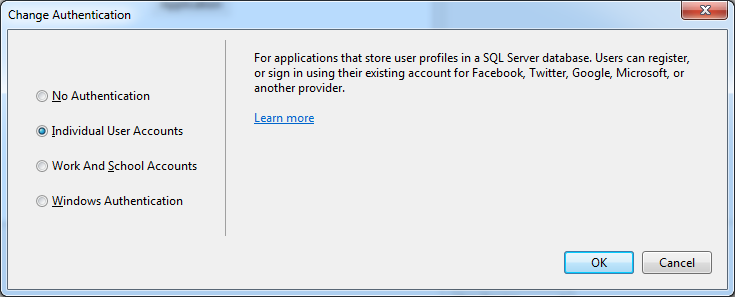 Change Authentication
Application
For applications that store user profiles in a SQL Server database. Users can register,
or sign in using their existing account for Facebook, Twitter, Google, Microsoft, or
another provider.
Learn more
No Authentication
Individual User Accounts
Work And School Accounts
Windows Authentication
OK
Cancel